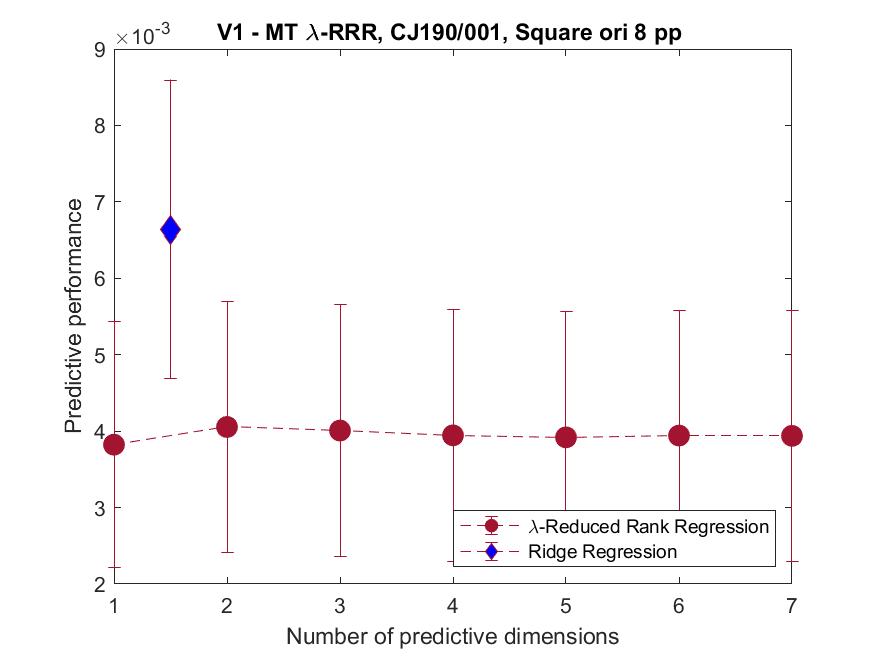 ×10-3
V1 - MT λ-RRR, CJ190/001, Square ori 8 pp
9
8
7
6
5
4
3
2
Predictive performance
1 2 3 4 5 6 7
Number of predictive dimensions
λ-Reduced Rank Regression
Ridge Regression